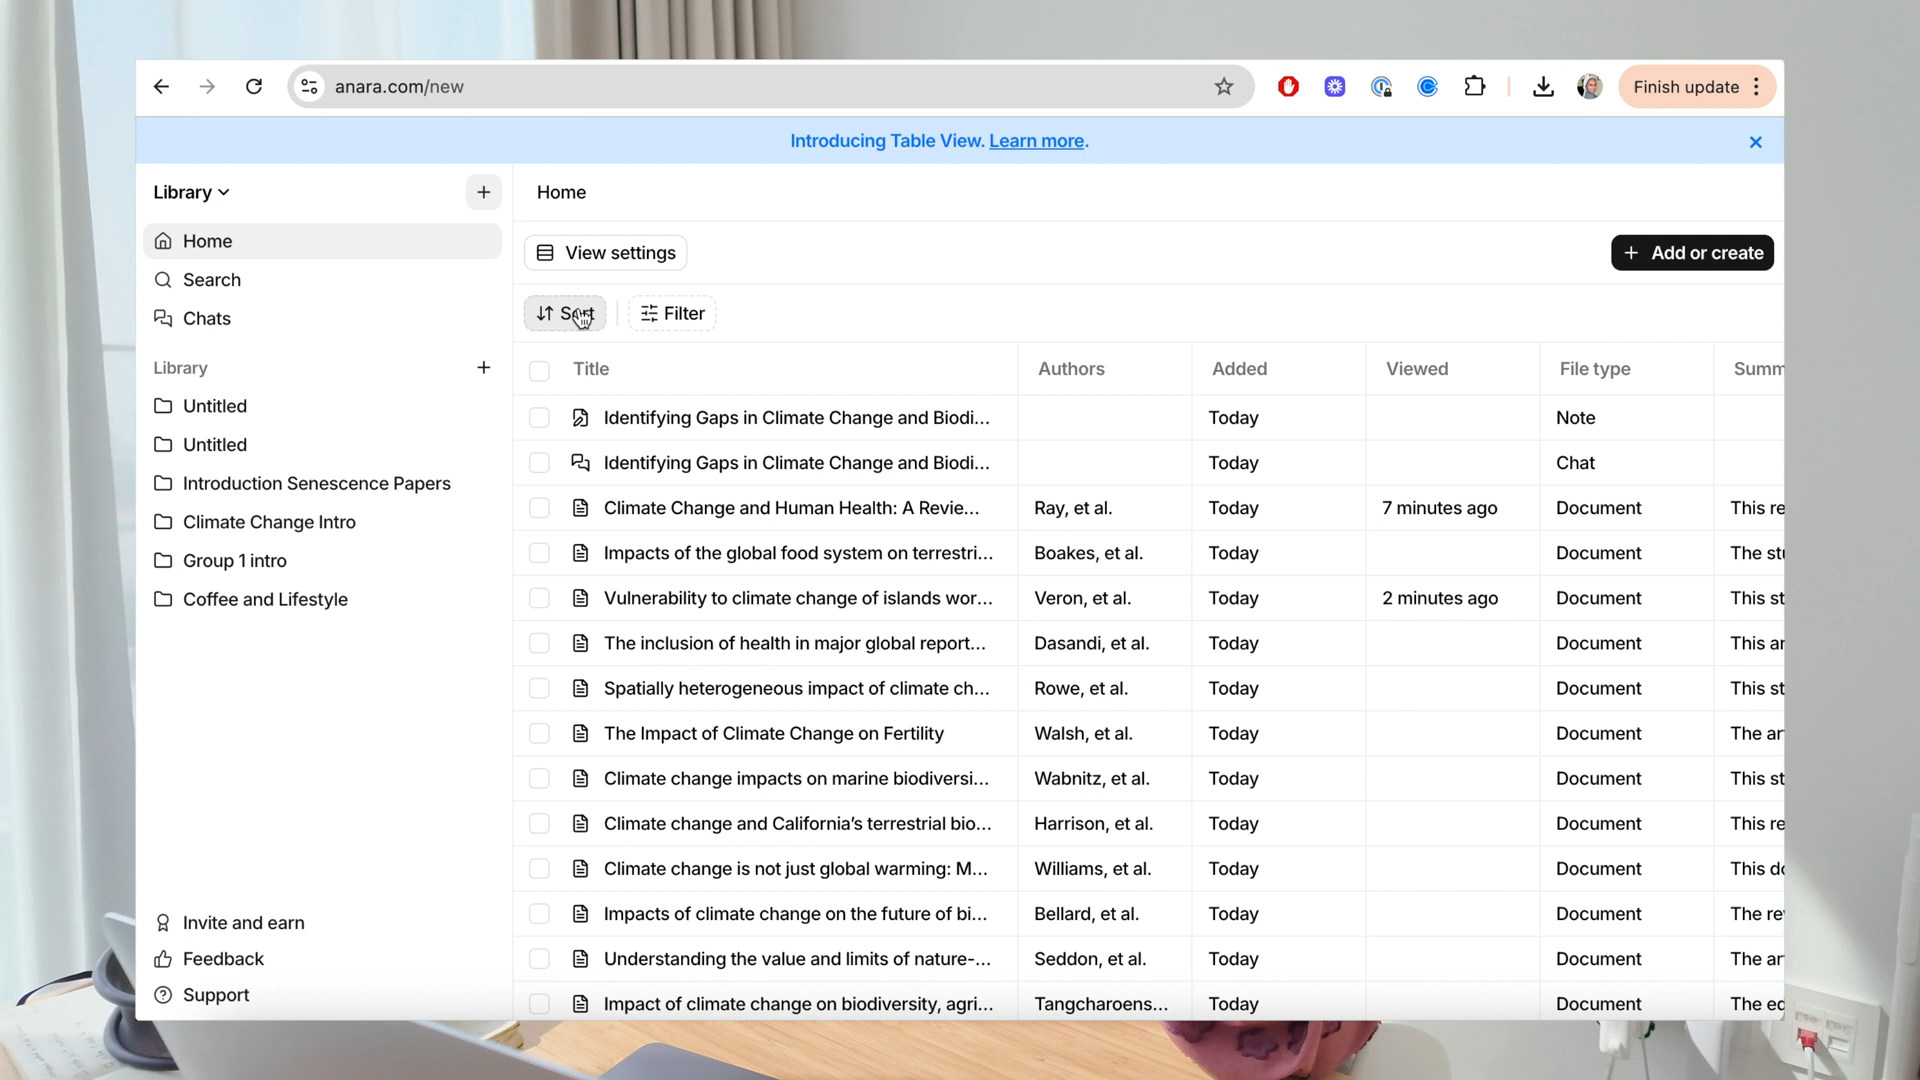 anara.com/new
Finish update
Introducing Table View. Learn more.
Library
Home
View settings
Add or create
Home
Search
Chats
Sort
Filter
Library
Untitled
Untitled
Introduction Senescence Papers
Climate Change Intro
Group 1 intro
Coffee and Lifestyle
Invite and earn
Feedback
Support
Title Authors Added Viewed File type Summ
Identifying Gaps in Climate Change and Biodi... Today Note
Identifying Gaps in Climate Change and Biodi... Today Chat
Climate Change and Human Health: A Revie... Ray, et al. Today 7 minutes ago Document This re
Impacts of the global food system on terrestri... Boakes, et al. Today Document The stu
Vulnerability to climate change of islands wor... Veron, et al. Today 2 minutes ago Document This st
The inclusion of health in major global report... Dasandi, et al. Today Document This ar
Spatially heterogeneous impact of climate ch... Rowe, et al. Today Document This st
The Impact of Climate Change on Fertility Walsh, et al. Today Document The ar
Climate change impacts on marine biodiversi... Wabnitz, et al. Today Document This st
Climate change and California’s terrestrial bio... Harrison, et al. Today Document This re
Climate change is not just global warming: M... Williams, et al. Today Document This do
Impacts of climate change on the future of bi... Bellard, et al. Today Document The rev
Understanding the value and limits of nature-... Seddon, et al. Today Document The ar
Impact of climate change on biodiversity, agri... Tangcharoens... Today Document The ec